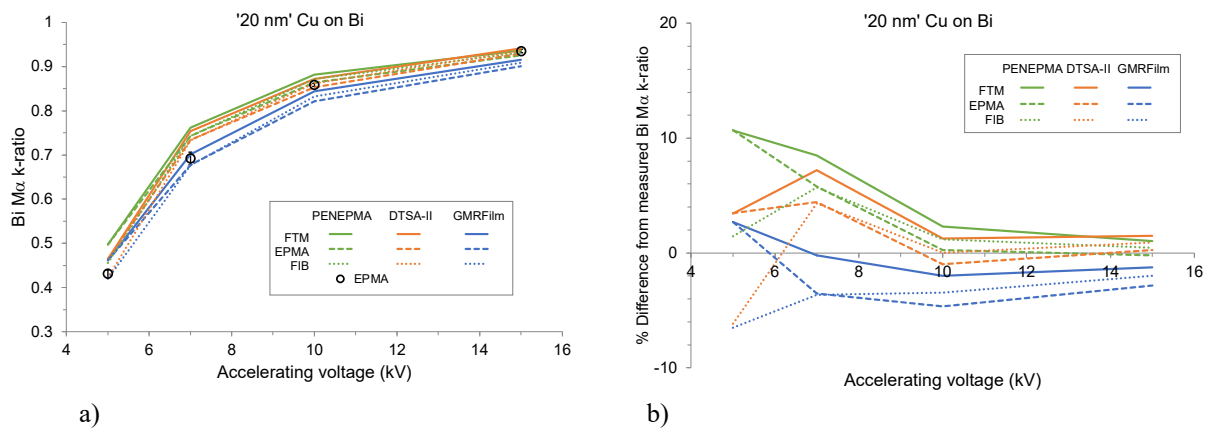 '20 nm' Cu on Bi
1
0.9
0.8
0.7
0.6
0.5
0.4
0.3
Bi Mα k-ratio
PENEPMA DTSA-II GMRFilm
FTM
EPMA
FIB
EPMA
4 6 8 10 12 14 16
Accelerating voltage (kV)
a)
'20 nm' Cu on Bi
20
10
0
-10
% Difference from measured Bi Mα k-ratio
PENEPMA DTSA-II GMRFilm
FTM
EPMA
FIB
4 6 8 10 12 14 16
Accelerating voltage (kV)
b)